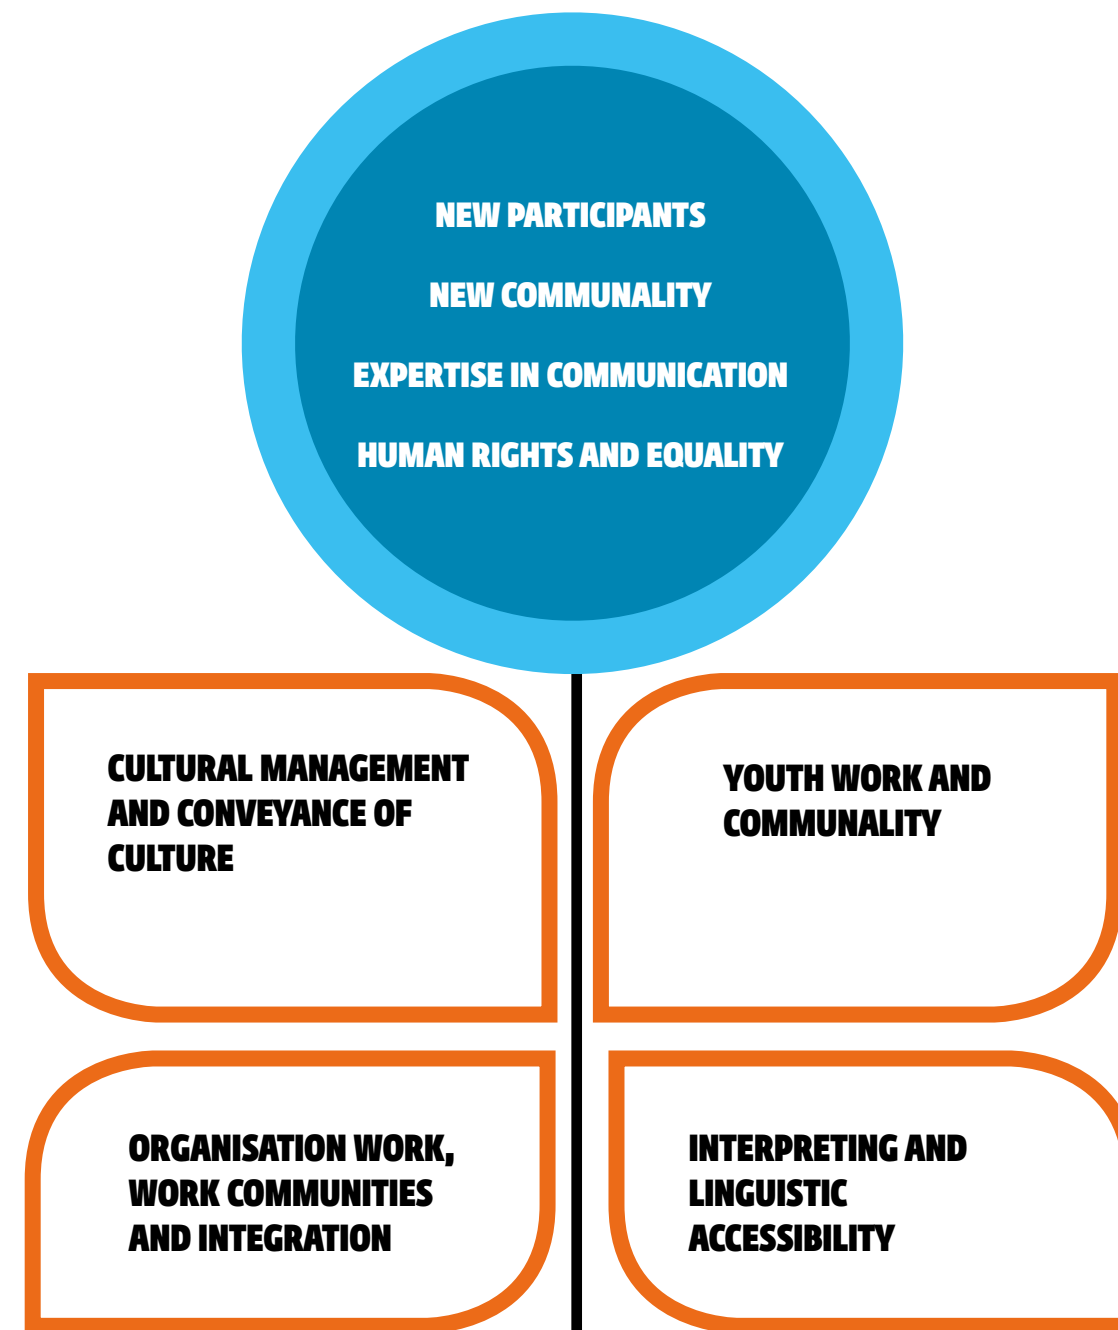 NEW PARTICIPANTS
NEW COMMUNALITY
EXPERTISE IN COMMUNICATION
HUMAN RIGHTS AND EQUALITY
CULTURAL MANAGEMENT
AND CONVEYANCE OF
CULTURE
YOUTH WORK AND
COMMUNALITY
ORGANISATION WORK,
WORK COMMUNITIES
AND INTEGRATION
INTERPRETING AND
LINGUISTIC
ACCESSIBILITY